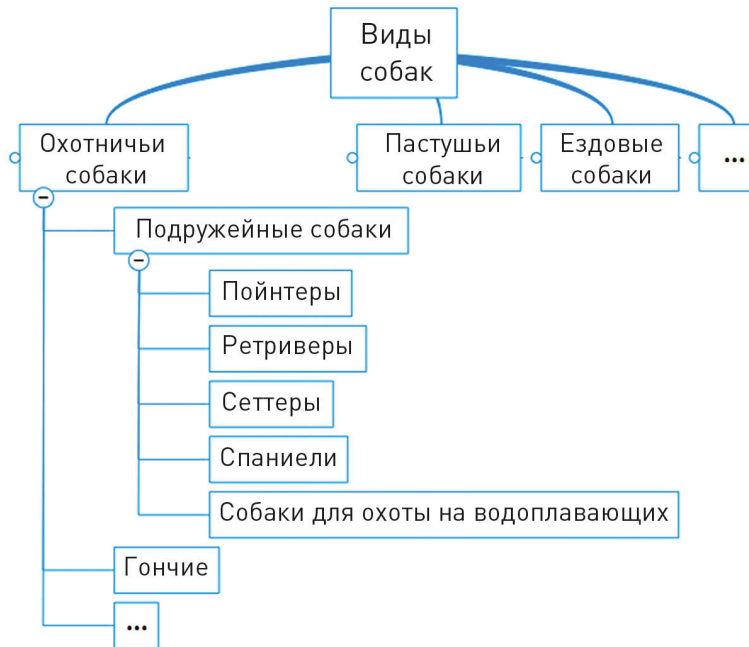 Виды
собак
Охотничьи
собаки
Пастушьи
собаки
Ездовые
собаки
...
Подружейные собаки
Пойнтеры
Ретриверы
Сеттеры
Спаниели
Собаки для охоты на водоплавающих
Гончие
...